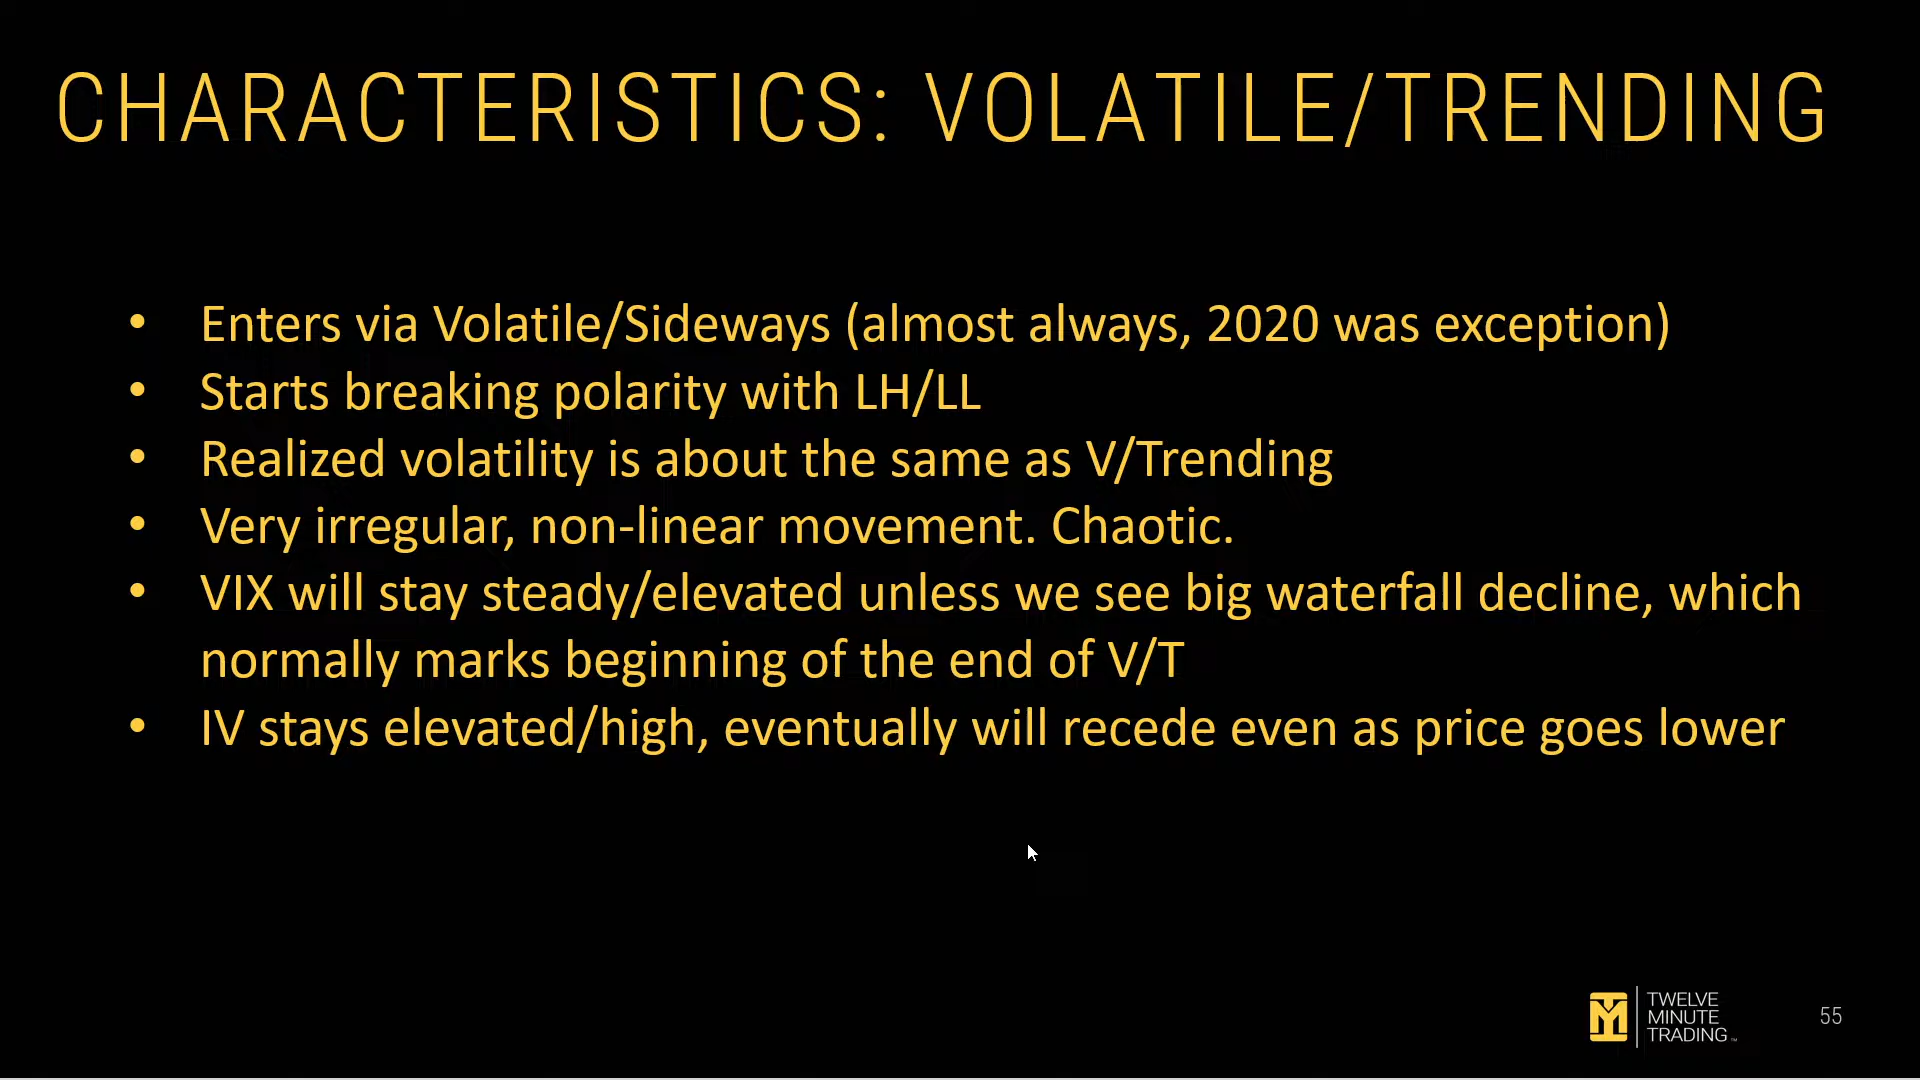 CHARACTERISTICS: VOLATILE/TRENDING
• Enters via Volatile/Sideways (almost always, 2020 was exception)
• Starts breaking polarity with LH/LL
• Realized volatility is about the same as V/Trending
• Very irregular, non-linear movement. Chaotic.
• VIX will stay steady/elevated unless we see big waterfall decline, which
normally marks beginning of the end of V/T
• IV stays elevated/high, eventually will recede even as price goes lower
TWELVE
MINUTE
TRADING™
55